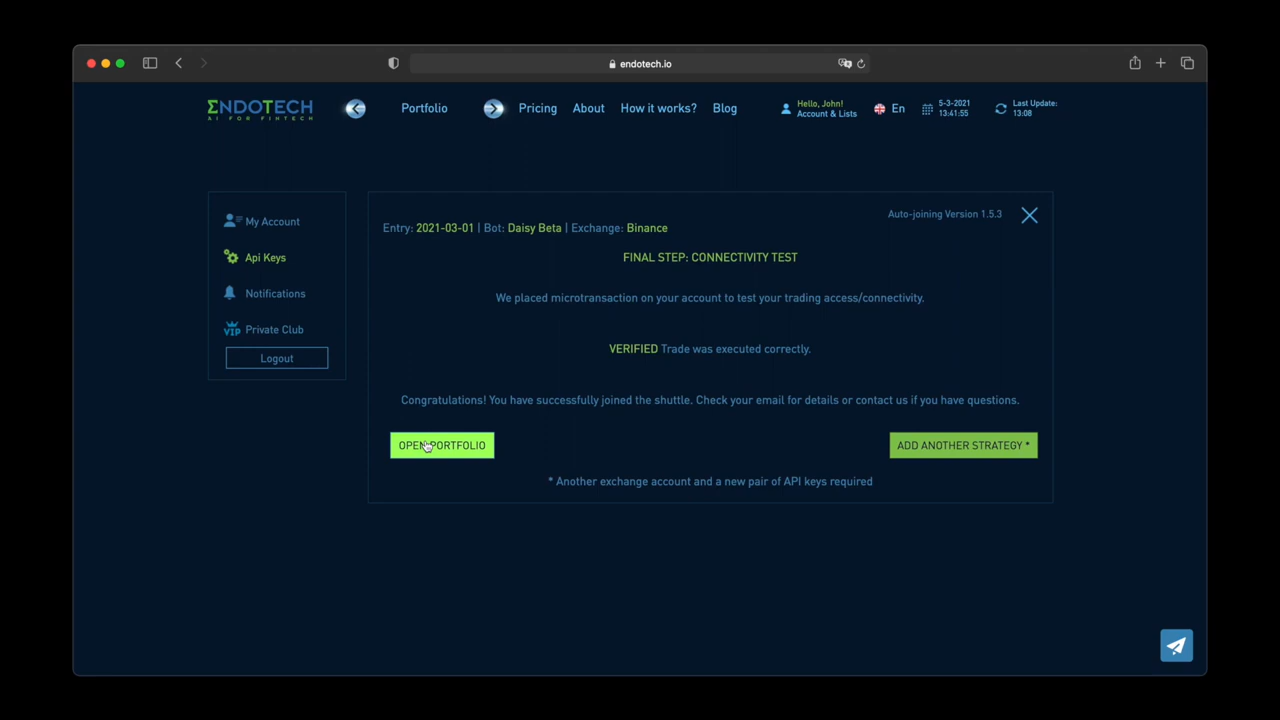 endotech.io
ΣNDOTECH
AI FOR FINTECH
Portfolio
Pricing
About
How it works?
Blog
Hello, John!
Account & Lists
En
5-3-2021
13:41:55
Last Update:
13:08
My Account
Api Keys
Notifications
VIP
Private Club
Logout
Auto-joining Version 1.5.3
Entry: 2021-03-01 | Bot: Daisy Beta | Exchange: Binance
FINAL STEP: CONNECTIVITY TEST
We placed microtransaction on your account to test your trading access/connectivity.
VERIFIED Trade was executed correctly.
Congratulations! You have successfully joined the shuttle. Check your email for details or contact us if you have questions.
OPEN PORTFOLIO
ADD ANOTHER STRATEGY *
* Another exchange account and a new pair of API keys required